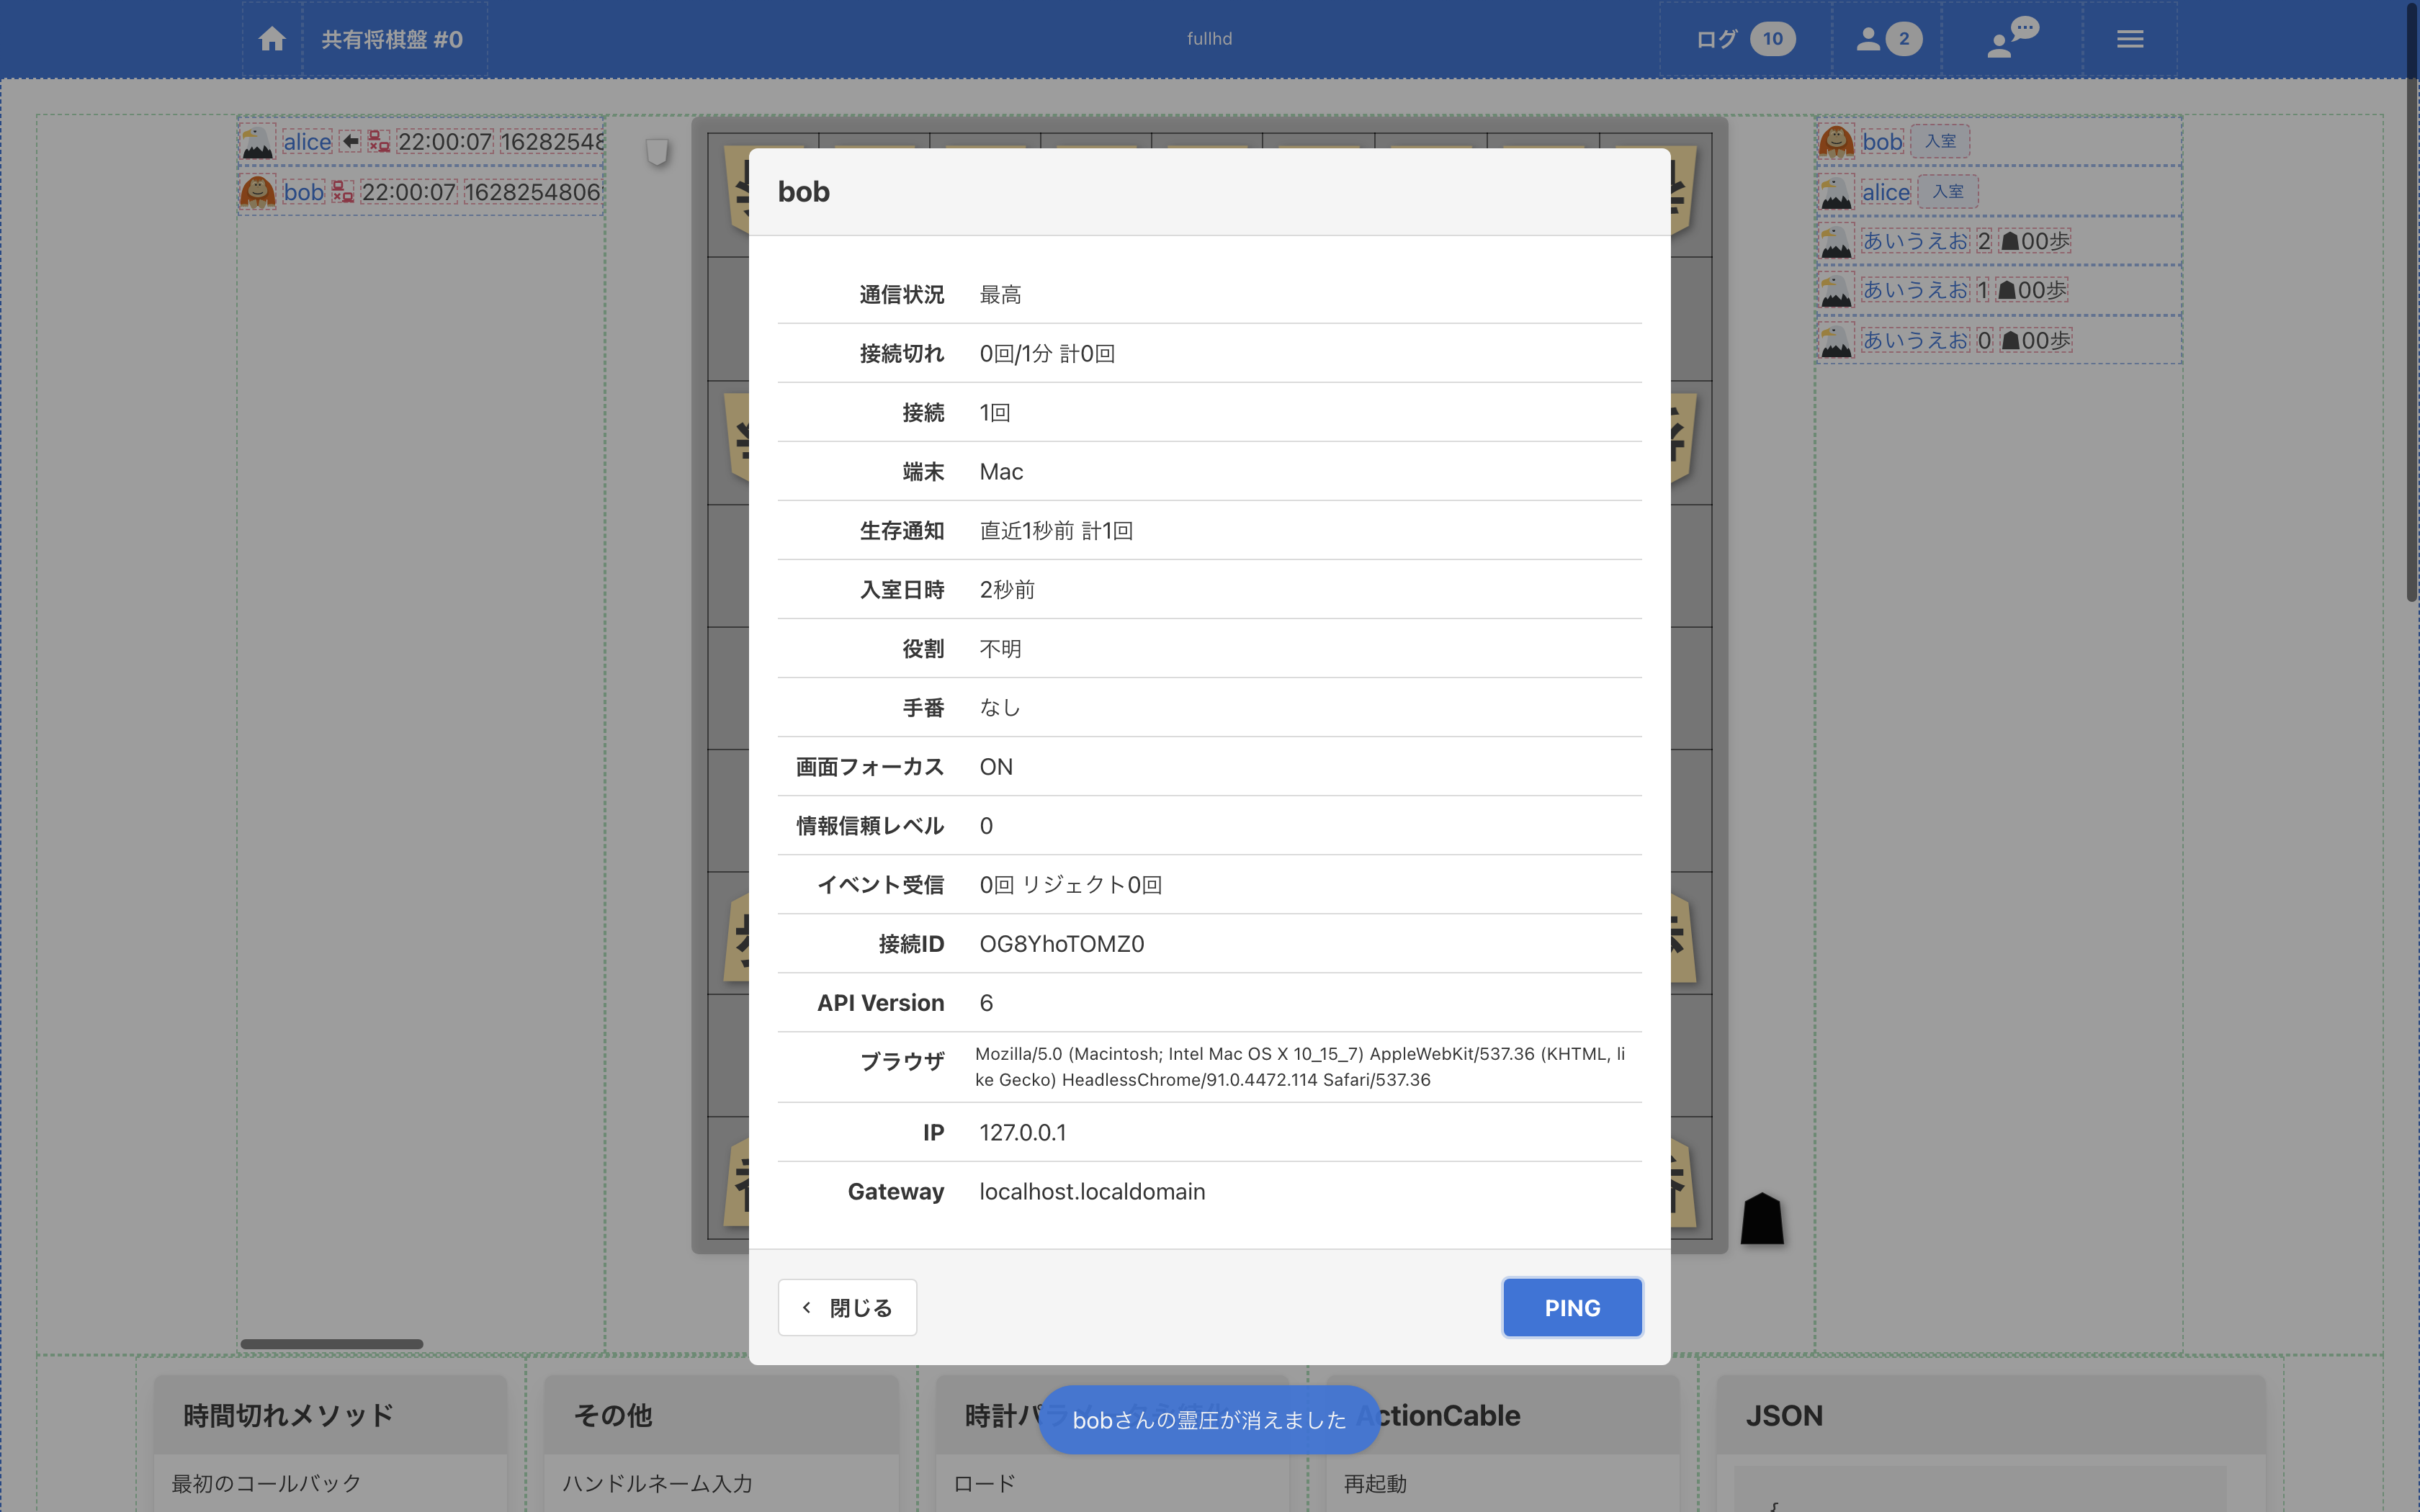 共有将棋盤 #0
fullhd
ログ 10
2
alice 22:00:07 16282548
bob 22:00:07 1628254806
bob 入室
alice 入室
あいうえお 2 ☗00歩
あいうえお 1 ☗00歩
あいうえお 0 ☗00歩
bob
通信状況 最高
接続切れ 0回/1分 計0回
接続 1回
端末 Mac
生存通知 直近1秒前 計1回
入室日時 2秒前
役割 不明
手番 なし
画面フォーカス ON
情報信頼レベル 0
イベント受信 0回 リジェクト0回
接続ID OG8YhoTOMZ0
API Version 6
ブラウザ Mozilla/5.0 (Macintosh; Intel Mac OS X 10_15_7) AppleWebKit/537.36 (KHTML, li
ke Gecko) HeadlessChrome/91.0.4472.114 Safari/537.36
IP 127.0.0.1
Gateway localhost.localdomain
閉じる
PING
bobさんの霊圧が消えました
時間切れメソッド
その他
時計パ
ctionCable
JSON
最初のコールバック
ハンドルネーム入力
ロード
再起動
{